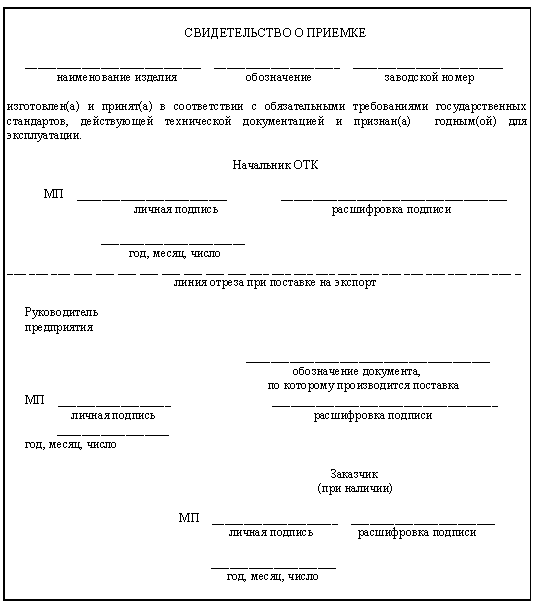 СВИДЕТЕЛЬСТВО О ПРИЕМКЕ
наименование изделия обозначение заводской номер
изготовлен(а) и принят(а) в соответствии с обязательными требованиями государственных
стандартов, действующей технической документацией и признан(а) годным(ой) для
эксплуатации.
Начальник ОТК
МП
личная подпись расшифровка подписи
год, месяц, число
линия отреза при поставке на экспорт
Руководитель
предприятия
обозначение документа,
по которому производится поставка
МП
личная подпись расшифровка подписи
год, месяц, число
Заказчик
(при наличии)
МП
личная подпись расшифровка подписи
год, месяц, число